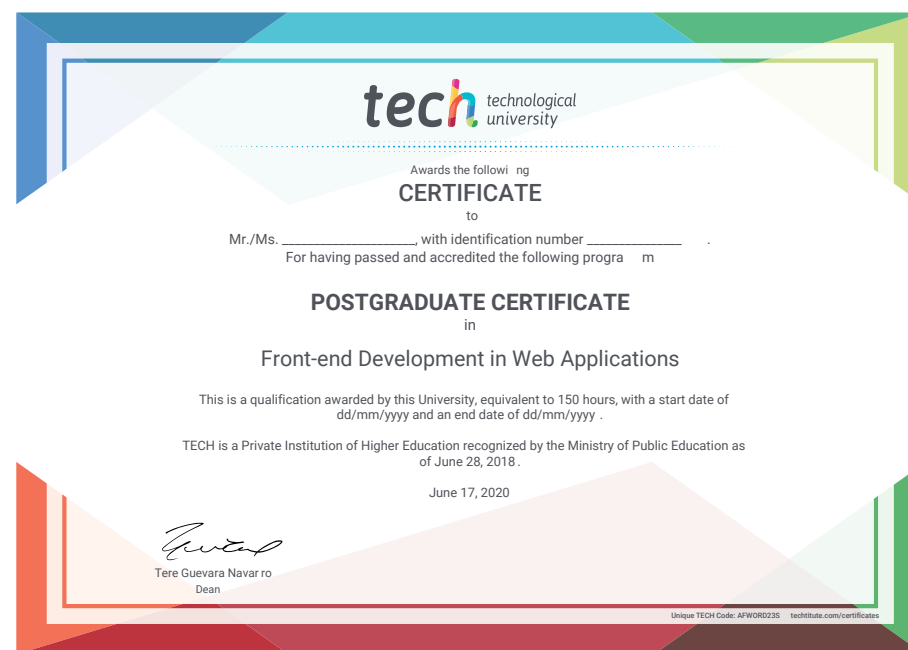 tech technological
university
Awards the followi ng
CERTIFICATE
to
Mr./Ms. ____________________, with identification number ______________ .
For having passed and accredited the following progra m
POSTGRADUATE CERTIFICATE
in
Front-end Development in Web Applications
This is a qualification awarded by this University, equivalent to 150 hours, with a start date of
dd/mm/yyyy and an end date of dd/mm/yyyy .
TECH is a Private Institution of Higher Education recognized by the Ministry of Public Education as
of June 28, 2018 .
June 17, 2020
Tere Guevara Navar ro
Dean
Unique TECH Code: AFWORD23S techtitute.com/certificates